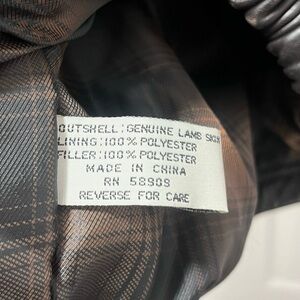 OUTSHELL: GENUINE LAMB SKIN
LINING: 100% POLYESTER
FILLER: 100% POLYESTER
MADE IN CHINA
RN 58909
REVERSE FOR CARE